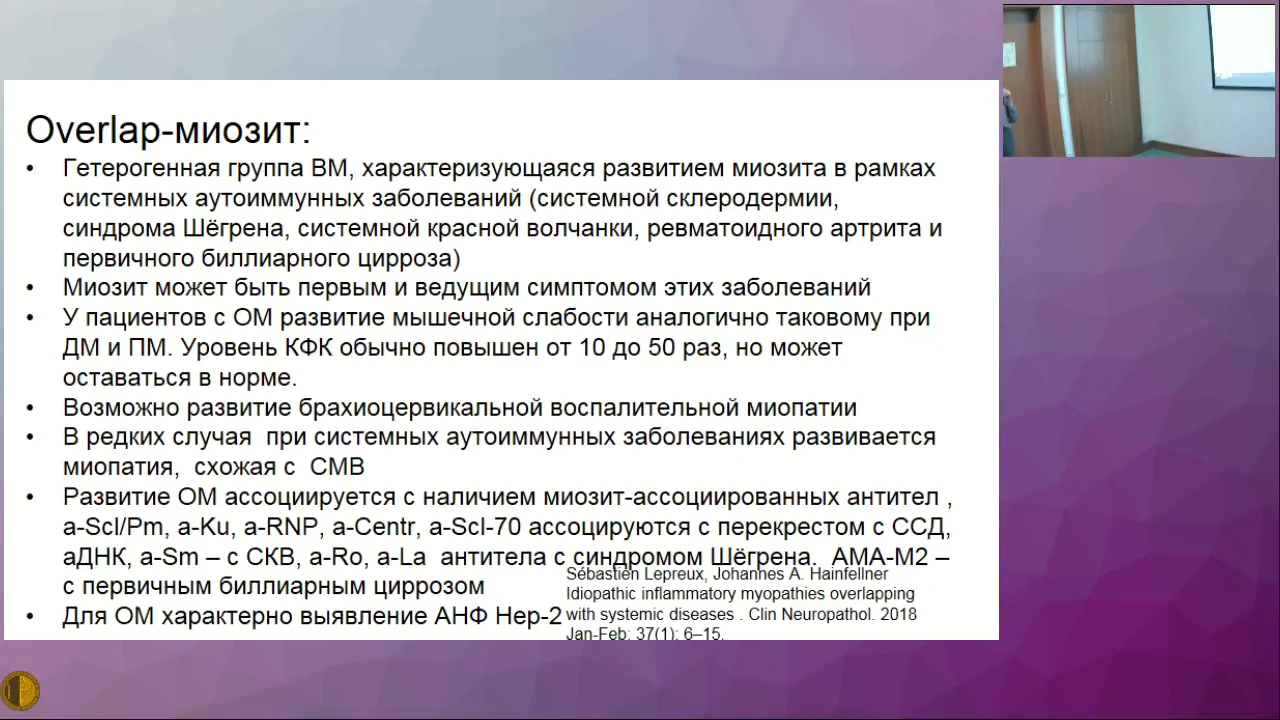 Overlap-миозит:
• Гетерогенная группа ВМ, характеризующаяся развитием миозита в рамках
системных аутоиммунных заболеваний (системной склеродермии,
синдрома Шёгрена, системной красной волчанки, ревматоидного артрита и
первичного биллиарного цирроза)
• Миозит может быть первым и ведущим симптомом этих заболеваний
• У пациентов с ОМ развитие мышечной слабости аналогично таковому при
ДМ и ПМ. Уровень КФК обычно повышен от 10 до 50 раз, но может
оставаться в норме.
• Возможно развитие брахиоцервикальной воспалительной миопатии
• В редких случая  при системных аутоиммунных заболеваниях развивается
миопатия,  схожая с  СМВ
• Развитие ОМ ассоциируется с наличием миозит-ассоциированных антител ,
a-Scl/Pm, a-Ku, a-RNP, a-Centr, a-Scl-70 ассоцируются с перекрестом с ССД,
аДНК, a-Sm – с СКВ, a-Ro, a-La  антитела с синдромом Шёгрена.  АМА-М2 –
с первичным биллиарным циррозом
• Для ОМ характерно выявление АНФ Нер-2
Sébastien Lepreux, Johannes A. Hainfellner
Idiopathic inflammatory myopathies overlapping
with systemic diseases . Clin Neuropathol. 2018
Jan-Feb; 37(1): 6–15.